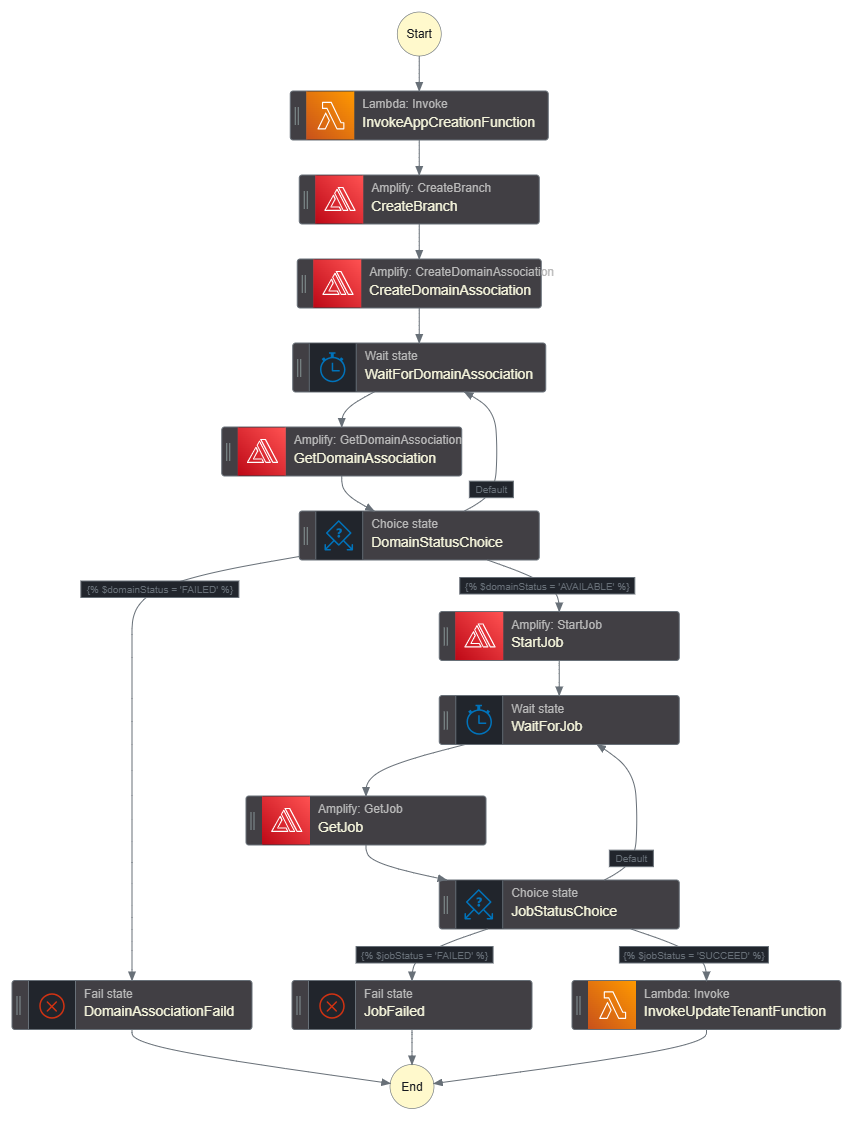 Start
Lambda: Invoke
InvokeAppCreationFunction
Amplify: CreateBranch
CreateBranch
Amplify: CreateDomainAssociation
CreateDomainAssociation
Wait state
WaitForDomainAssociation
Amplify: GetDomainAssociation
GetDomainAssociation
Default
Choice state
DomainStatusChoice
{% $domainStatus = 'FAILED' %}
{% $domainStatus = 'AVAILABLE' %}
Amplify: StartJob
StartJob
Wait state
WaitForJob
Amplify: GetJob
GetJob
Default
Choice state
JobStatusChoice
{% $jobStatus = 'FAILED' %}
{% $jobStatus = 'SUCCEED' %}
Fail state
DomainAssociationFaild
Fail state
JobFailed
Lambda: Invoke
InvokeUpdateTenantFunction
End